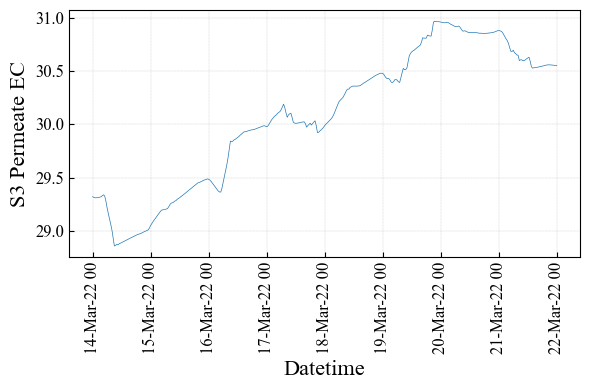 31.0
30.5
30.0
29.5
29.0
S3 Permeate EC
14-Mar-22 00
15-Mar-22 00
16-Mar-22 00
17-Mar-22 00
18-Mar-22 00
19-Mar-22 00
20-Mar-22 00
21-Mar-22 00
22-Mar-22 00
Datetime